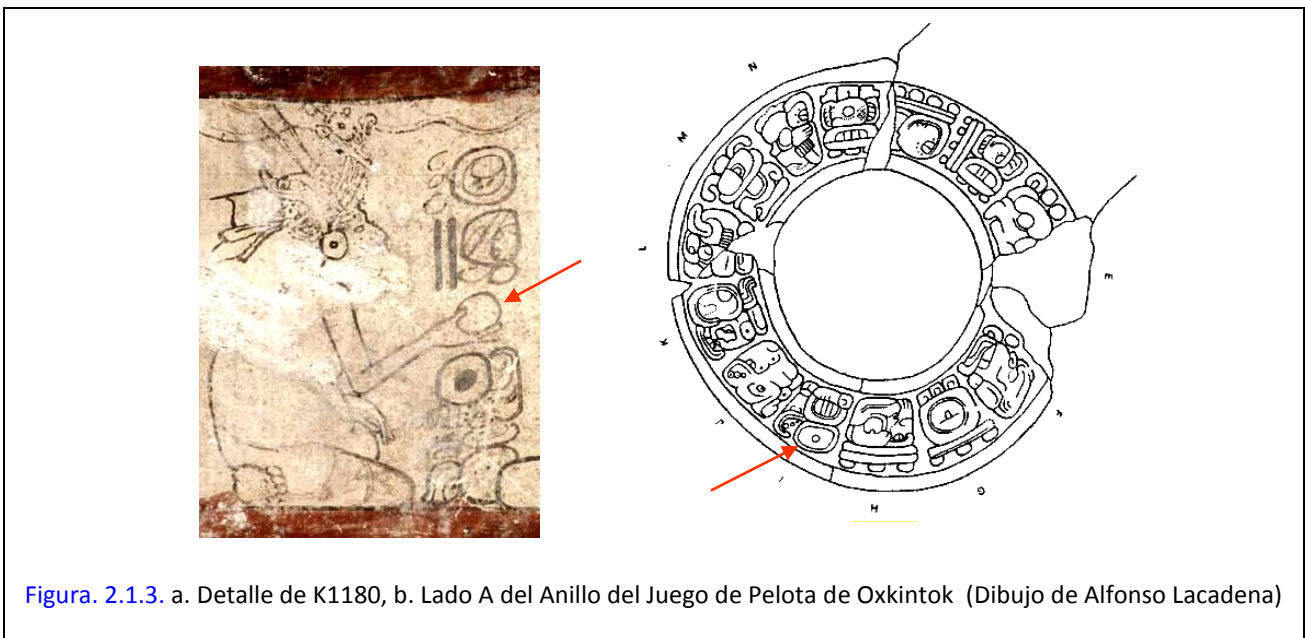 N
M
L
E
K
F
J
I
G
H
Figura. 2.1.3. a. Detalle de K1180, b. Lado A del Anillo del Juego de Pelota de Oxkintok (Dibujo de Alfonso Lacadena)